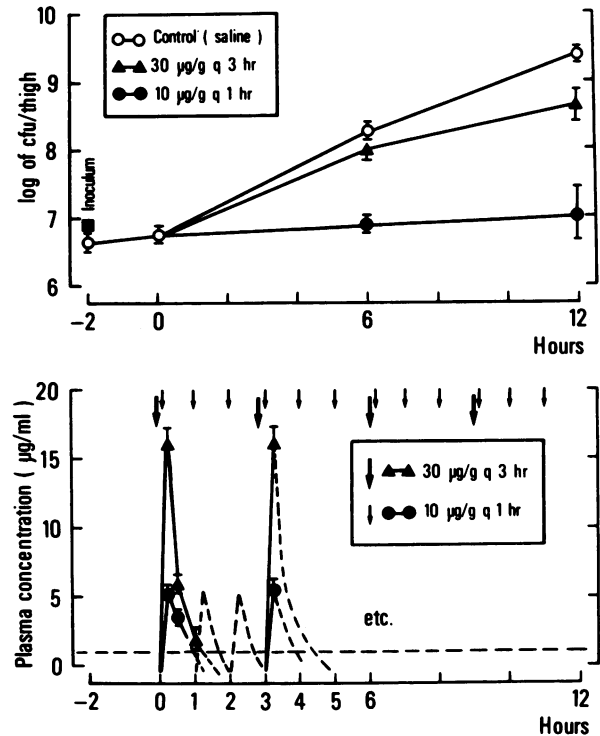 10
9
8
7
6
log of cfu/thigh
Control (saline)
30 µg/g q 3 hr
10 µg/g q 1 hr
Inoculum
−2 0 6 12
Hours
20
15
10
5
0
Plasma concentration (µg/ml)
30 µg/g q 3 hr
10 µg/g q 1 hr
etc.
−2 0 1 2 3 4 5 6 12
Hours